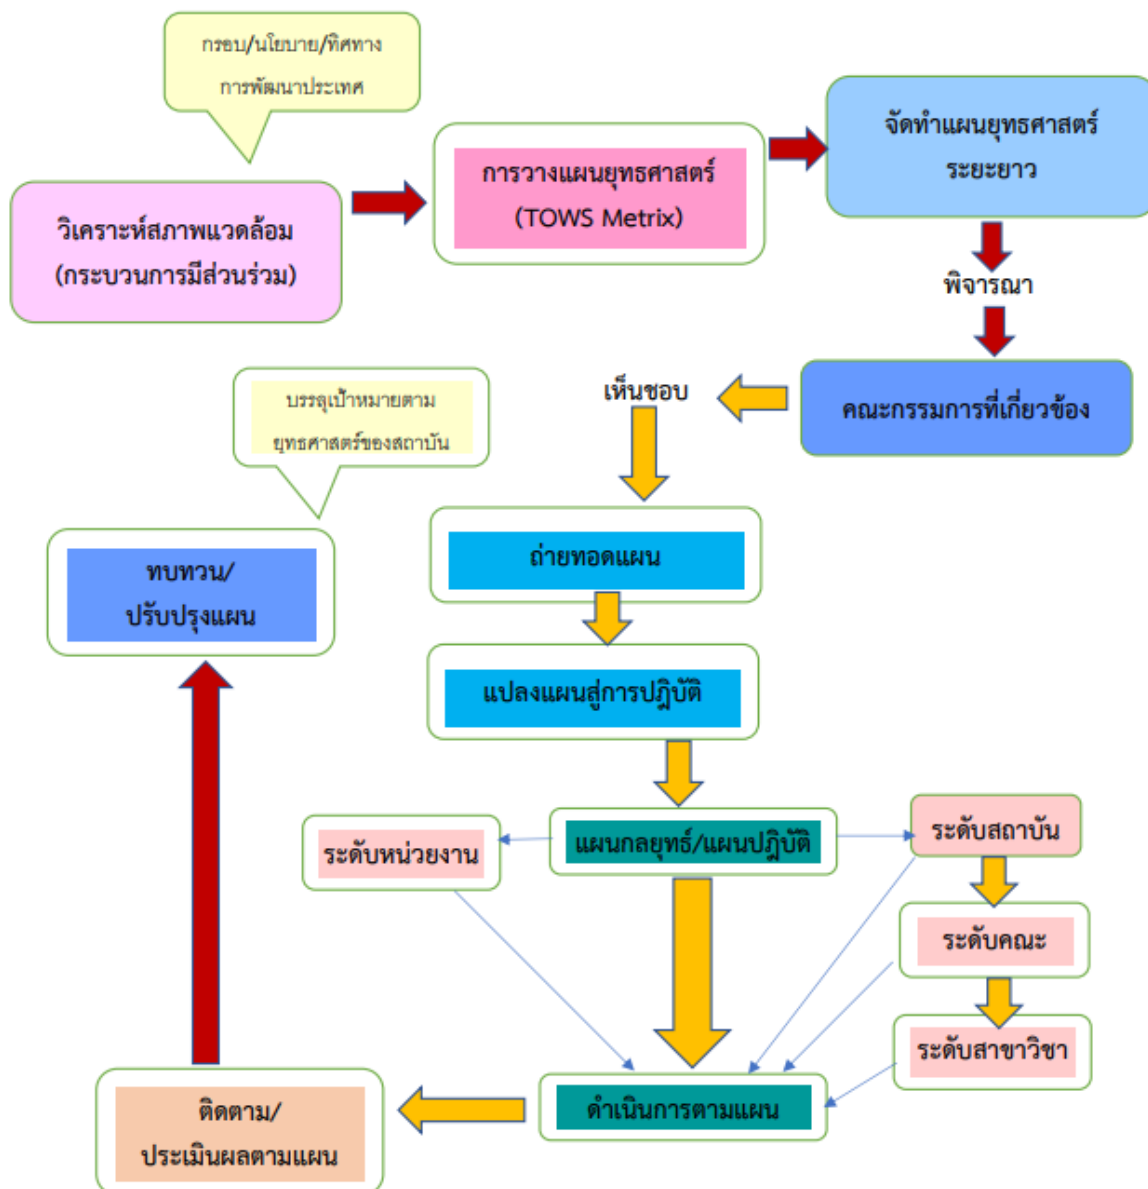 กรอบ/นโยบาย/ทิศทาง
การพัฒนาประเทศ
วิเคราะห์สภาพแวดล้อม
(กระบวนการมีส่วนร่วม)
การวางแผนยุทธศาสตร์
(TOWS Metrix)
จัดทำแผนยุทธศาสตร์
ระยะยาว
พิจารณา
คณะกรรมการที่เกี่ยวข้อง
เห็นชอบ
บรรลุเป้าหมายตาม
ยุทธศาสตร์ของสถาบัน
ถ่ายทอดแผน
ทบทวน/
ปรับปรุงแผน
แปลงแผนสู่การปฎิบัติ
แผนกลยุทธ์/แผนปฎิบัติ
ระดับหน่วยงาน
ระดับสถาบัน
ระดับคณะ
ระดับสาขาวิชา
ดำเนินการตามแผน
ติดตาม/
ประเมินผลตามแผน